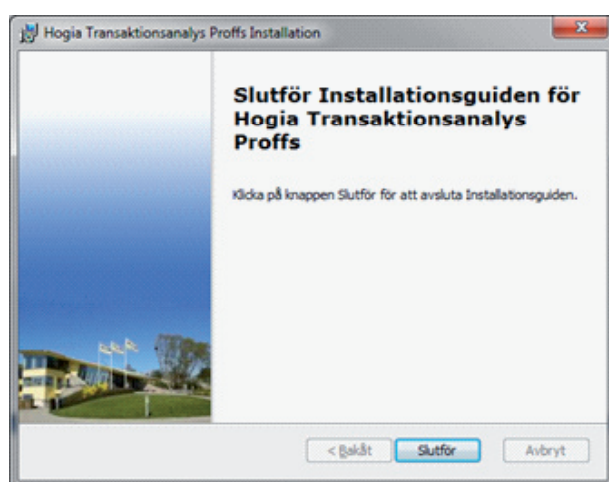 Hogia Transaktionsanalys Proffs Installation
Slutför Installationsguiden för
Hogia Transaktionsanalys
Proffs
Klicka på knappen Slutför för att avsluta Installationsguiden.
< Bakåt Slutför Avbryt